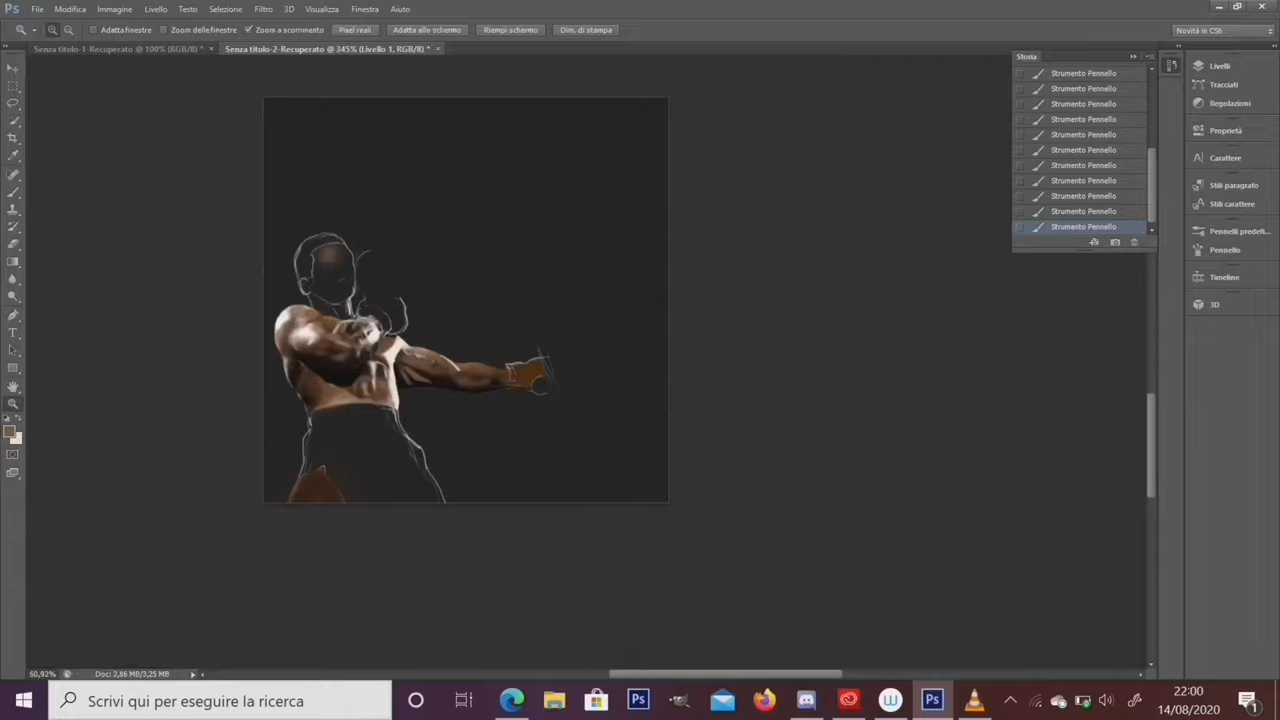 Ps File Modifica Immagine Livello Testo Selezione Filtro 3D Visualizza Finestra Aiuto
Adatta finestre Zoom delle finestre Zoom a scorrimento Pixel reali Adatta allo schermo Riempi schermo Dim. di stampa Novità in CS6
Senza titolo-1-Recuperato @ 100% (RGB/8) * × Senza titolo-2-Recuperato @ 345% (Livello 1, RGB/8) * ×
Storia
Strumento Pennello
Strumento Pennello
Strumento Pennello
Strumento Pennello
Strumento Pennello
Strumento Pennello
Strumento Pennello
Strumento Pennello
Strumento Pennello
Strumento Pennello
Strumento Pennello
Livelli
Tracciati
Regolazioni
Proprietà
Carattere
Stili paragrafo
Stili carattere
Pennelli predefi...
Pennello
Timeline
3D
60,92% Doc: 2,86 MB/3,25 MB
Scrivi qui per eseguire la ricerca
Ps
W
Ps
22:00
14/08/2020
1